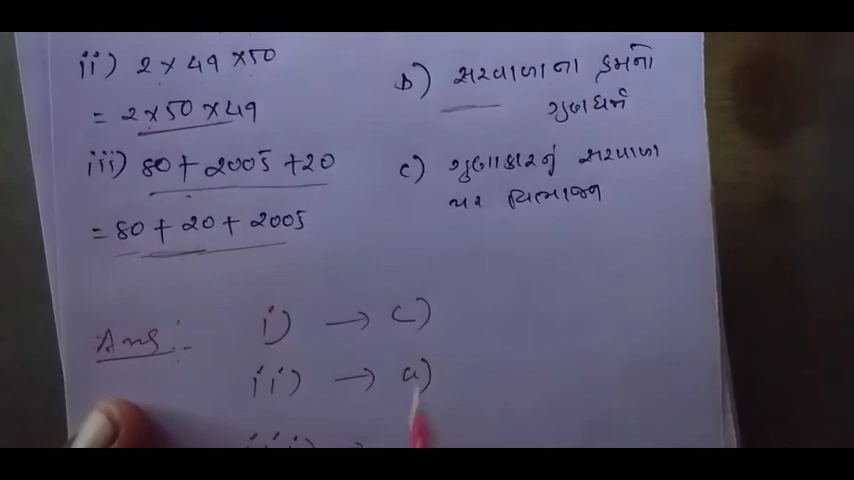 ii) 2 × 49 × 50
= 2 × 50 × 49
iii) 80 + 2005 + 20
= 80 + 20 + 2005
b) સરવાળાના ક્રમનો
ગુણધર્મ
c) ગુણાકારનું સરવાળા
પર વિભાજન
Ans :-
i) → c)
ii) → a)
iii) →